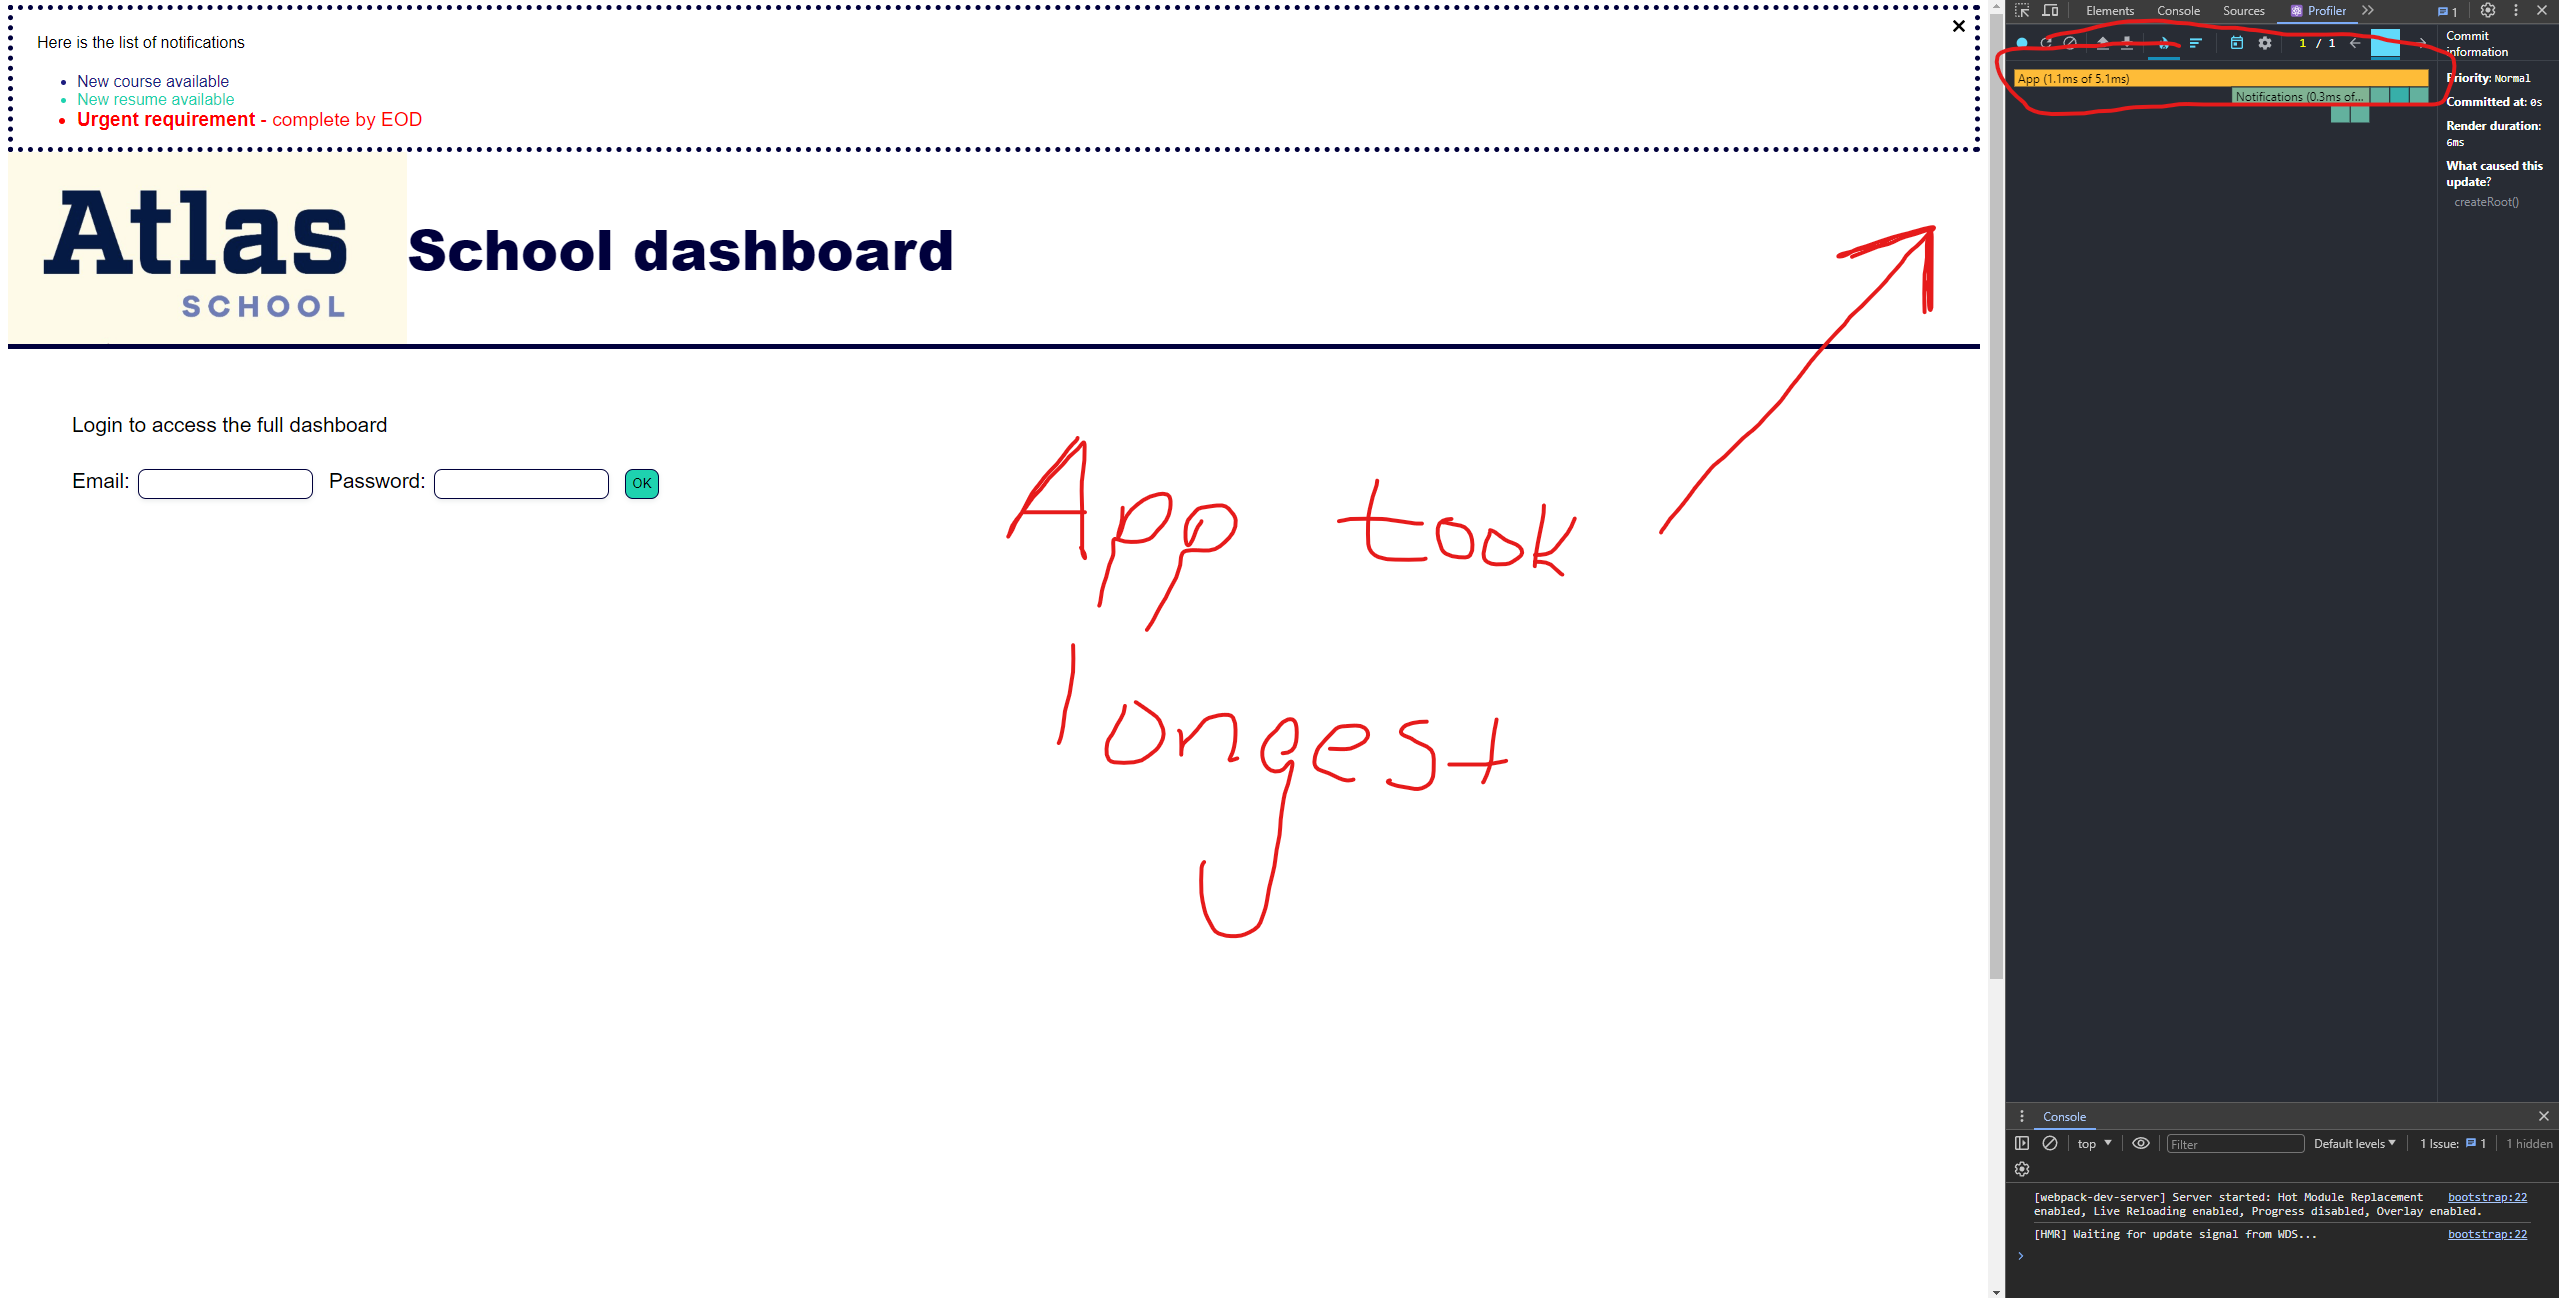 Here is the list of notifications
New course available
New resume available
Urgent requirement - complete by EOD
Atlas
SCHOOL
School dashboard
Login to access the full dashboard
Email: Password: OK
App took
longest
Elements Console Sources Profiler 1
1 / 1
App (1.1ms of 5.1ms)
Notifications (0.3ms of...
Commit
information
Priority: Normal
Committed at: 0s
Render duration:
6ms
What caused this
update?
createRoot()
Console
top Filter Default levels 1 Issue: 1 1 hidden
[webpack-dev-server] Server started: Hot Module Replacement bootstrap:22
enabled, Live Reloading enabled, Progress disabled, Overlay enabled.
[HMR] Waiting for update signal from WDS... bootstrap:22